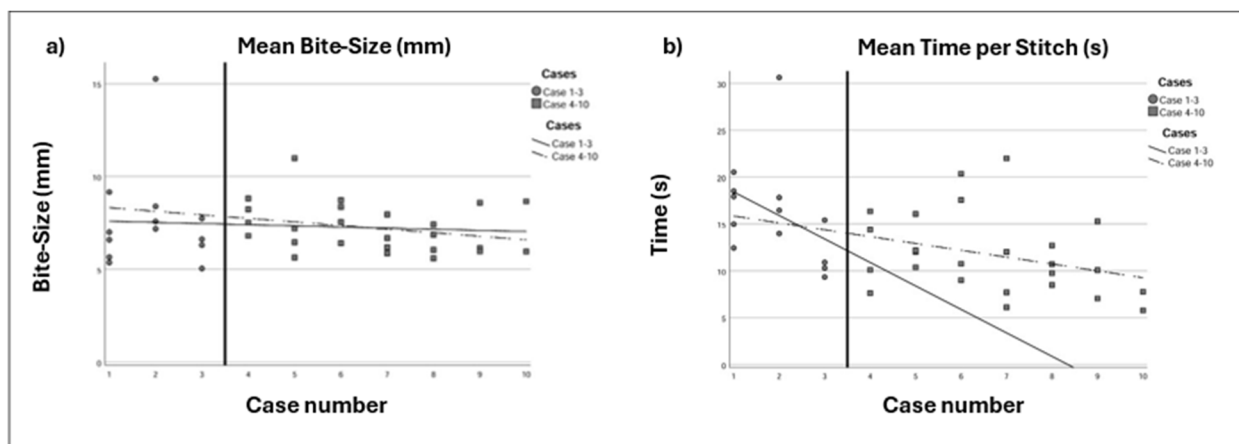 a)
Mean Bite-Size (mm)
Bite-Size (mm)
15
10
5
0
1 2 3 4 5 6 7 8 9 10
Case number
Cases
Case 1-3
Case 4-10
Cases
Case 1-3
Case 4-10
b)
Mean Time per Stitch (s)
Time (s)
30
25
20
15
10
5
0
1 2 3 4 5 6 7 8 9 10
Case number
Cases
Case 1-3
Case 4-10
Cases
Case 1-3
Case 4-10